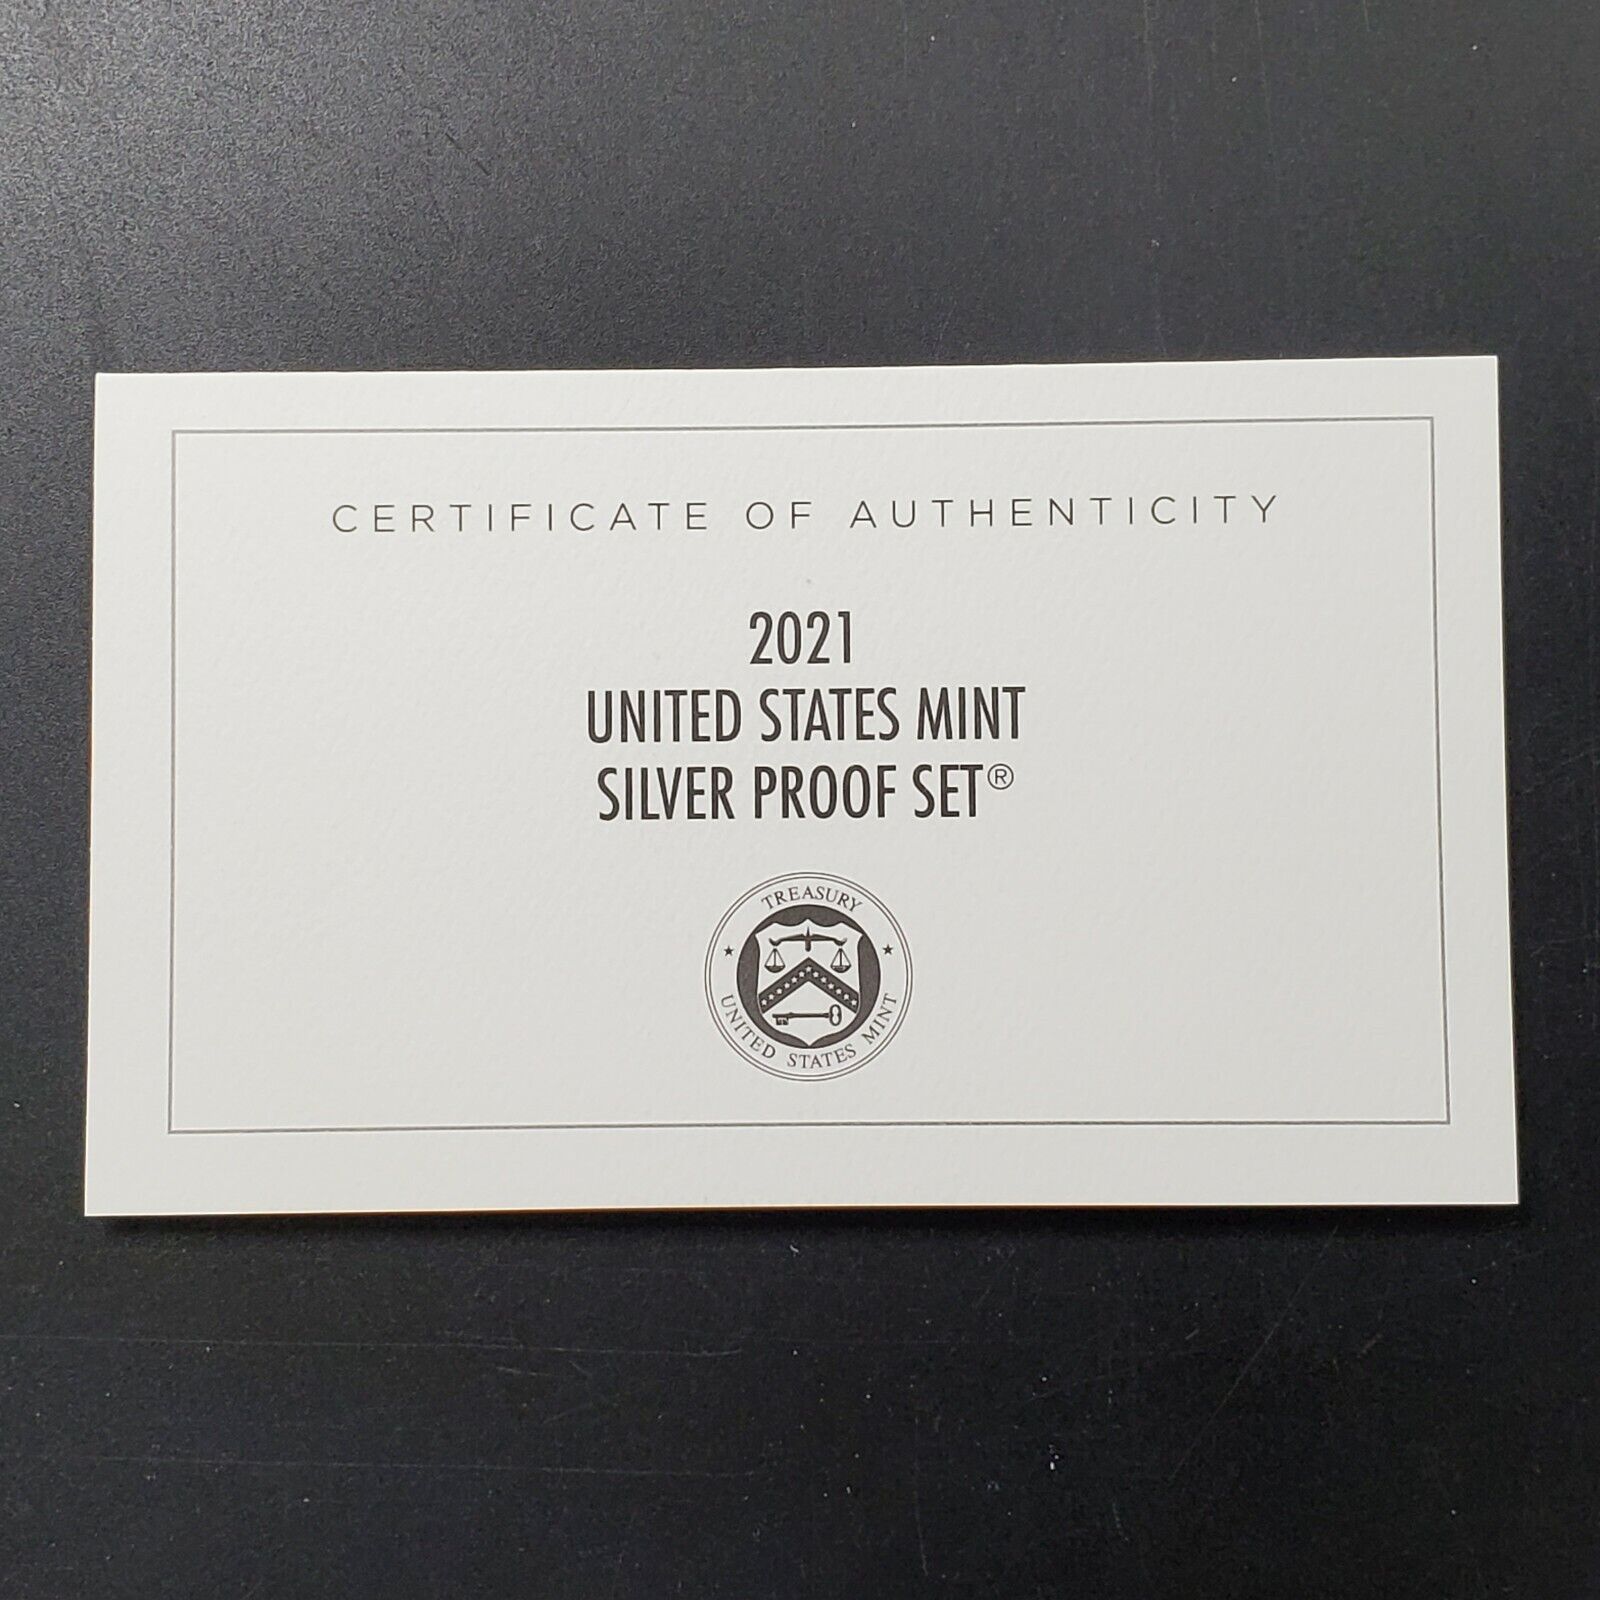 CERTIFICATE OF AUTHENTICITY
2021
UNITED STATES MINT
SILVER PROOF SET®
TREASURY
UNITED STATES MINT